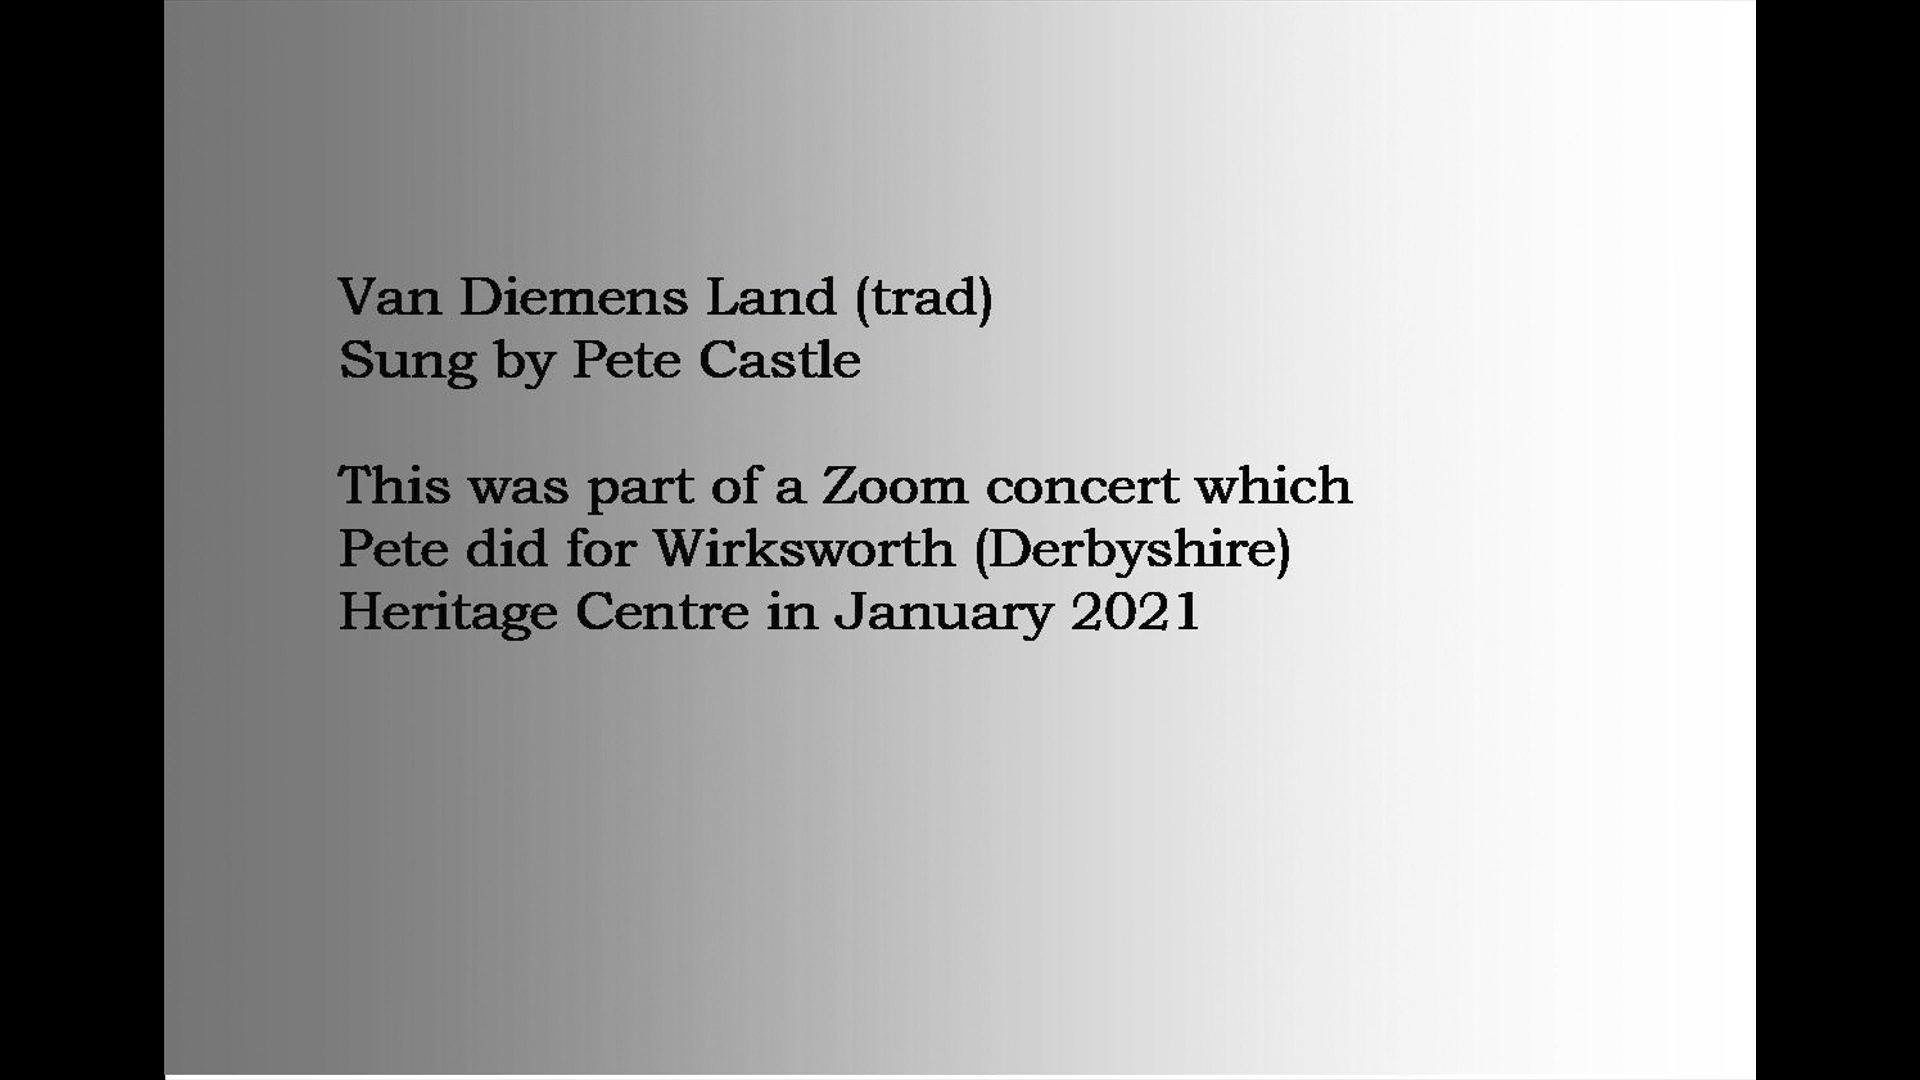 Van Diemens Land (trad)
Sung by Pete Castle
This was part of a Zoom concert which
Pete did for Wirksworth (Derbyshire)
Heritage Centre in January 2021